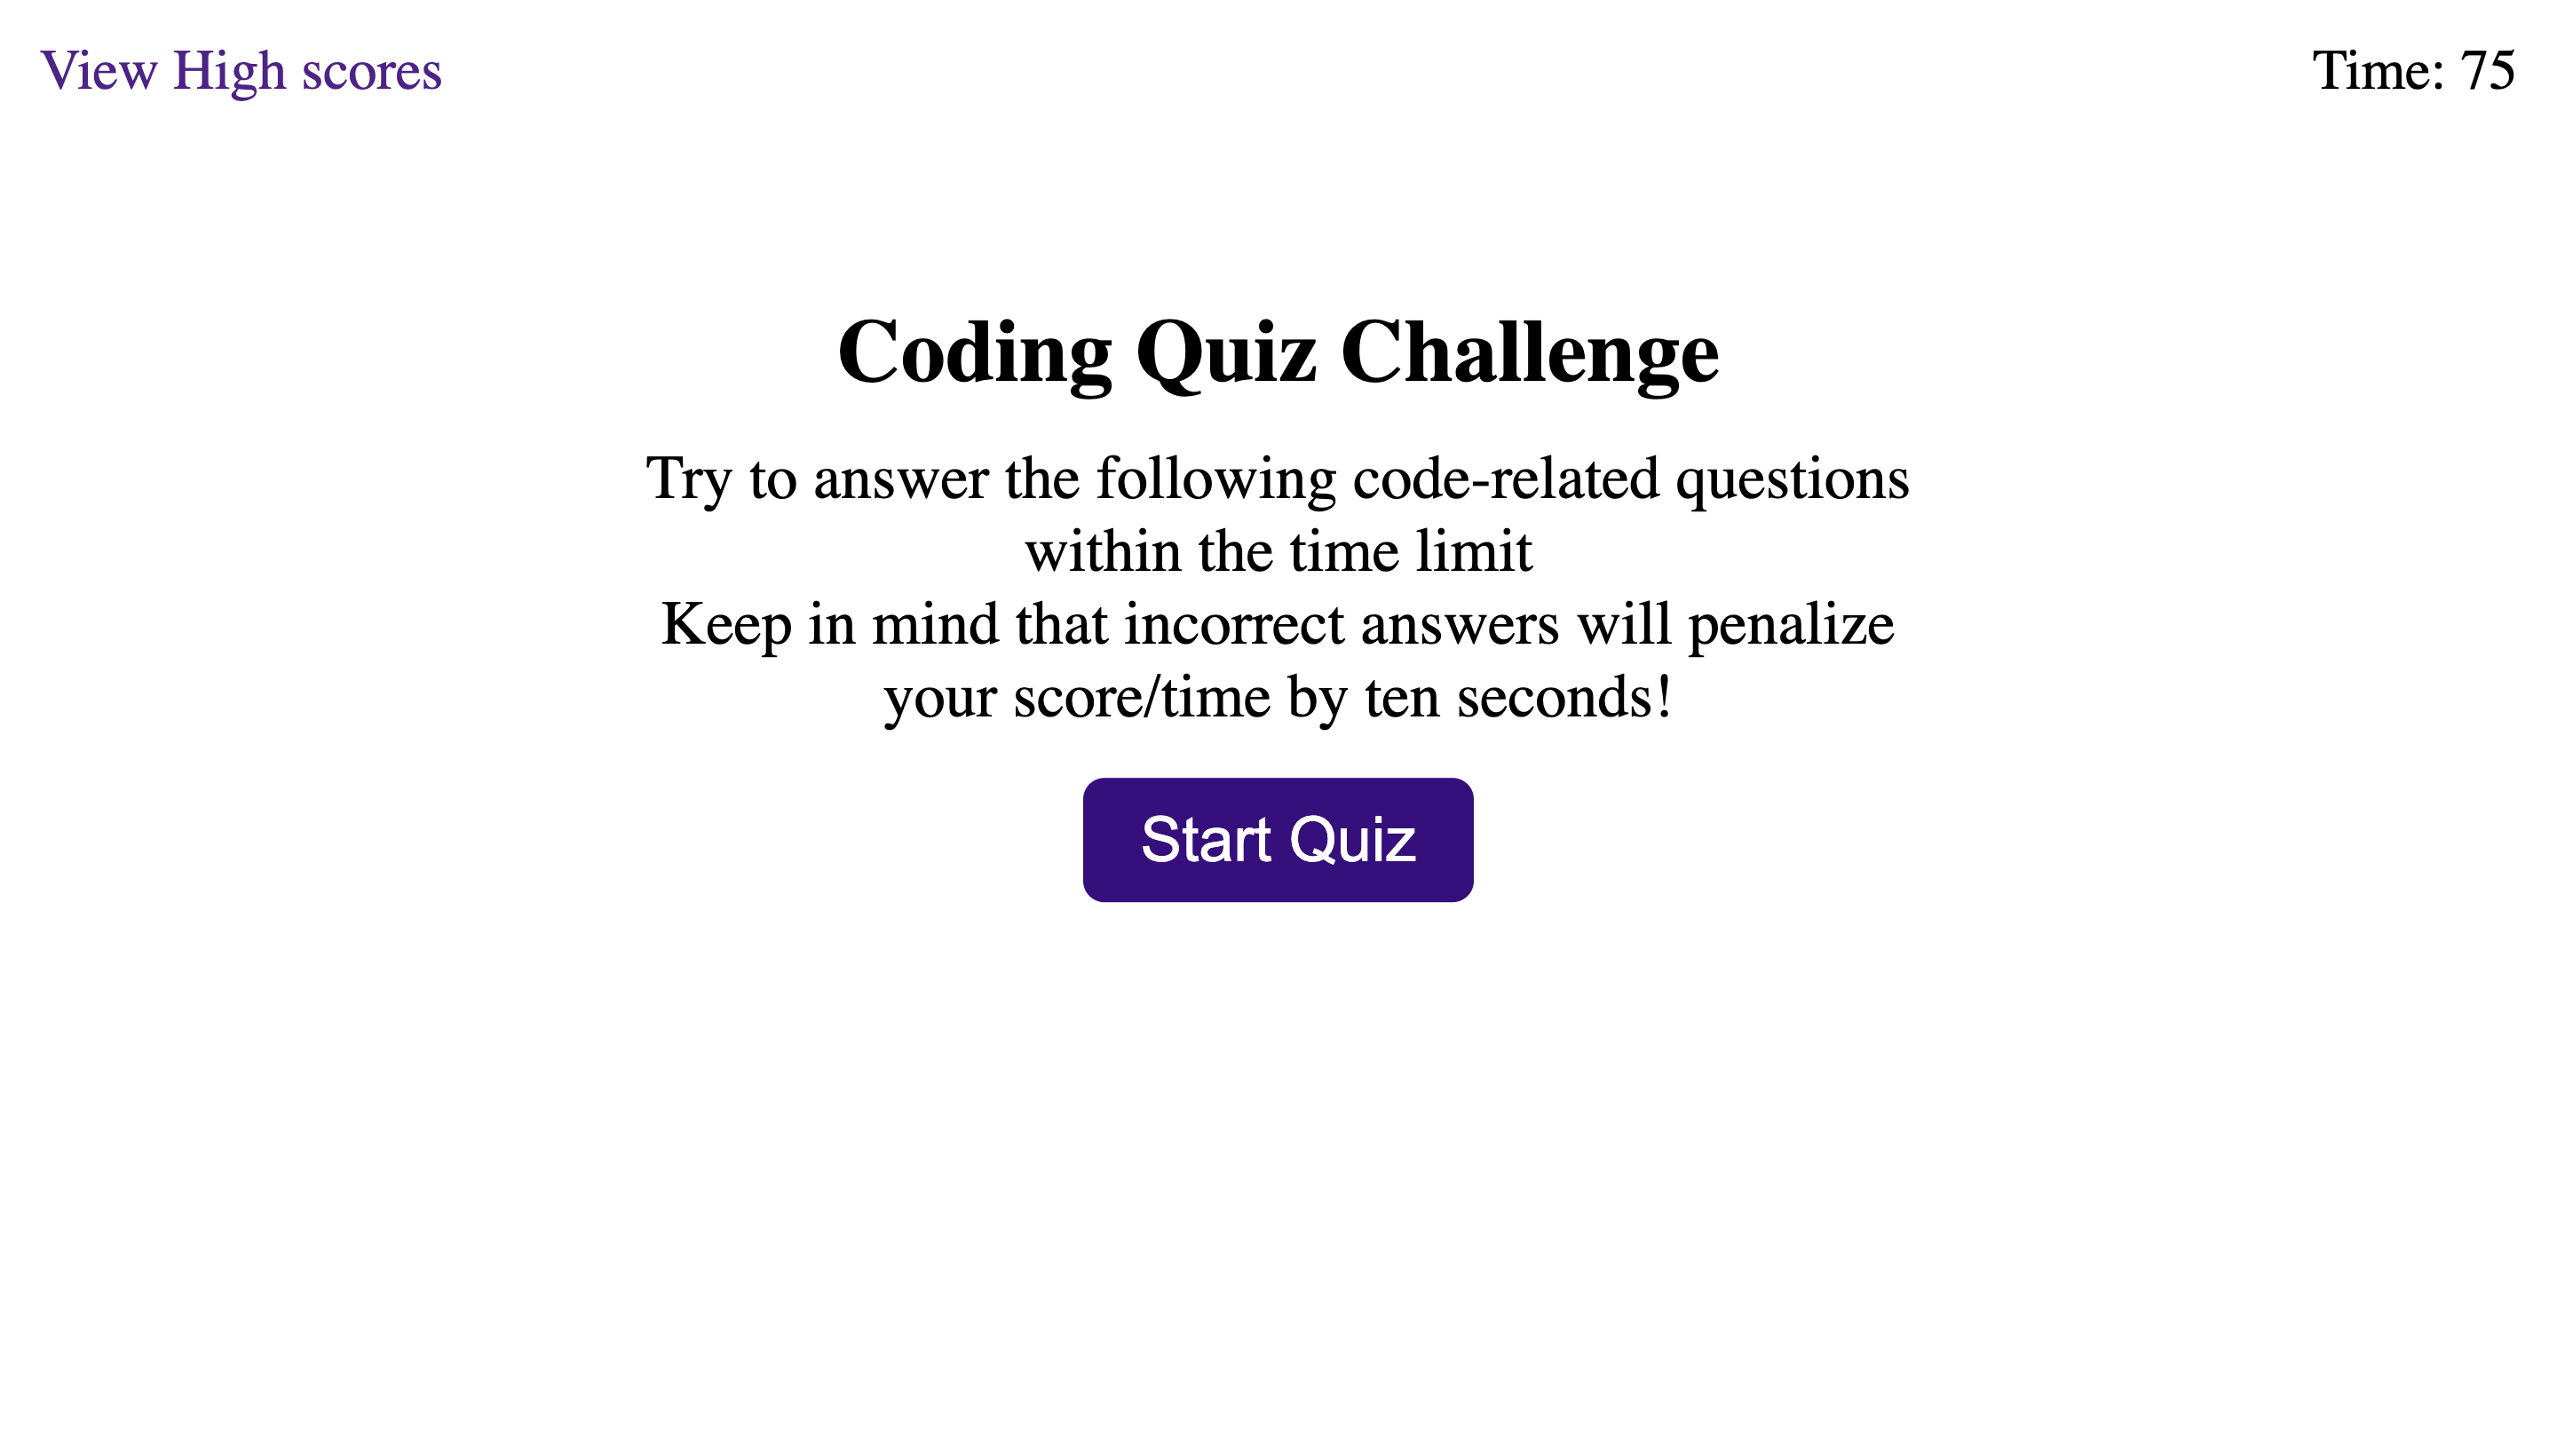 View High scores
Time: 75
Coding Quiz Challenge
Try to answer the following code-related questions
within the time limit
Keep in mind that incorrect answers will penalize
your score/time by ten seconds!
Start Quiz